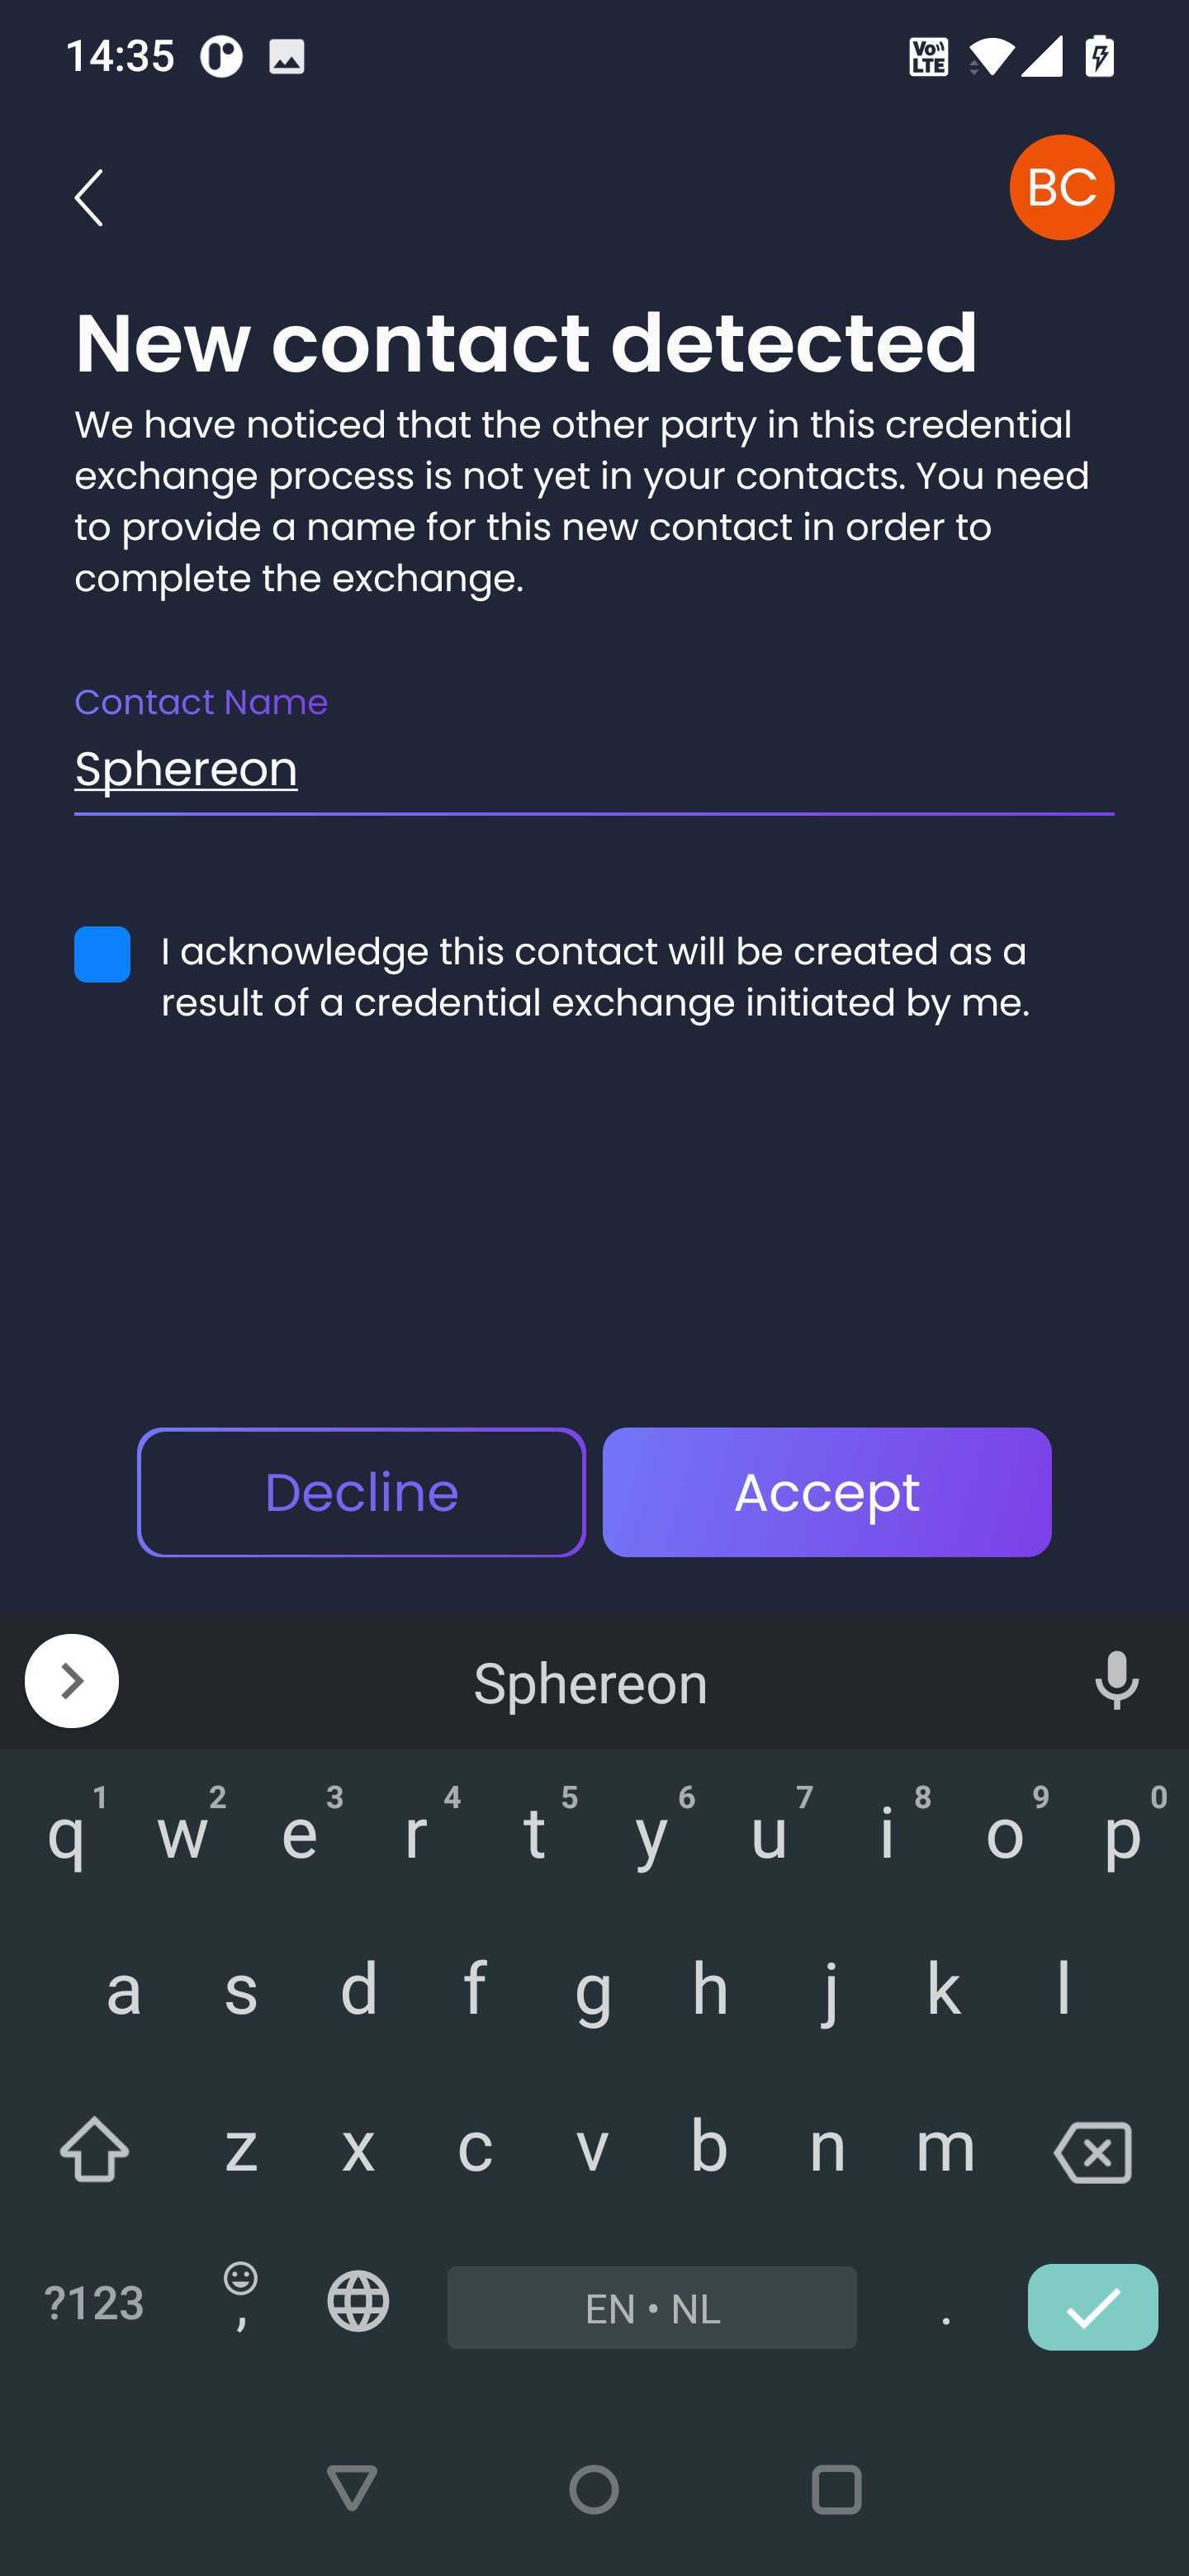 14:35
Vo LTE
BC
New contact detected
We have noticed that the other party in this credential
exchange process is not yet in your contacts. You need
to provide a name for this new contact in order to
complete the exchange.
Contact Name
Sphereon
I acknowledge this contact will be created as a
result of a credential exchange initiated by me.
Decline Accept
Sphereon
1 2 3 4 5 6 7 8 9 0
q w e r t y u i o p
a s d f g h j k l
z x c v b n m
?123 , EN • NL .